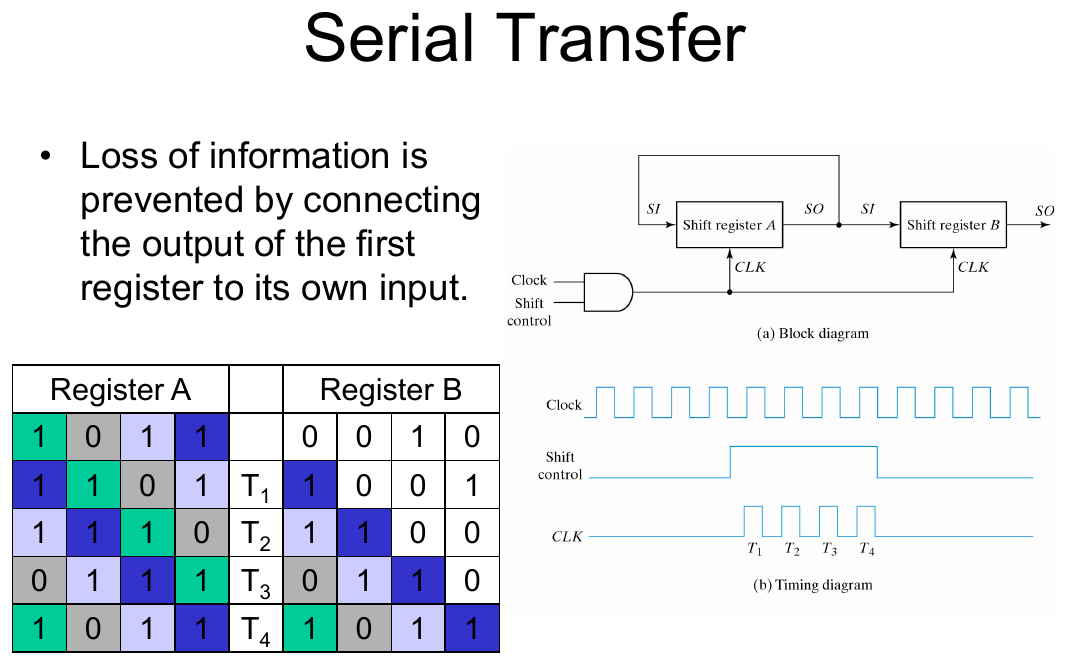 Serial Transfer
• Loss of information is
prevented by connecting
the output of the first
register to its own input.
SI
SO
SI
SO
Shift register A
Shift register B
CLK
CLK
Clock
Shift
control
(a) Block diagram
Clock
Shift
control
CLK
T1 T2 T3 T4
(b) Timing diagram
Register A Register B
1 0 1 1 0 0 1 0
1 1 0 1 T1 1 0 0 1
1 1 1 0 T2 1 1 0 0
0 1 1 1 T3 0 1 1 0
1 0 1 1 T4 1 0 1 1